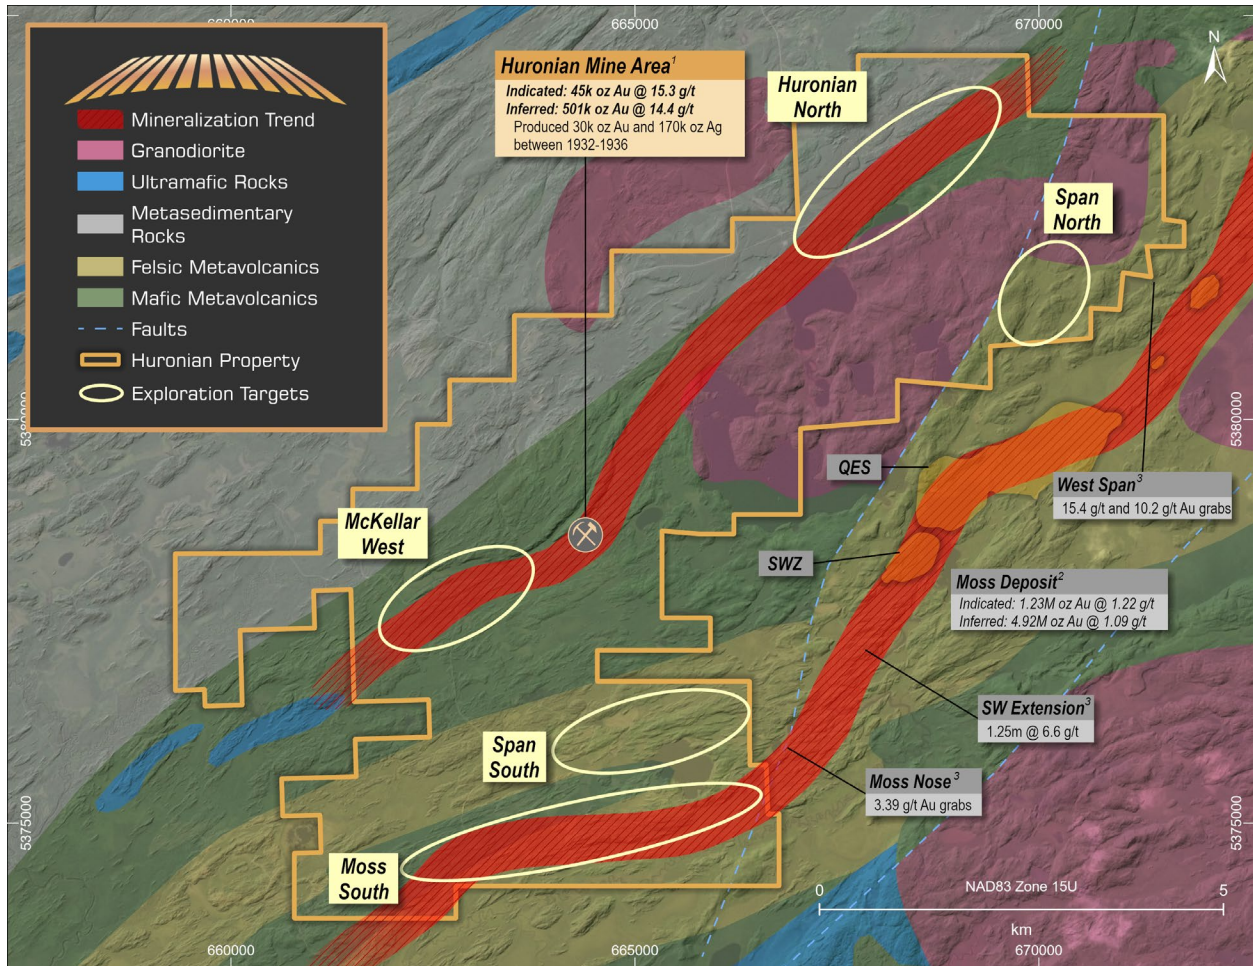 660000
665000
670000
N
Mineralization Trend
Granodiorite
Ultramafic Rocks
Metasedimentary
Rocks
Felsic Metavolcanics
Mafic Metavolcanics
Faults
Huronian Property
Exploration Targets
Huronian Mine Area¹
Indicated: 45k oz Au @ 15.3 g/t
Inferred: 501k oz Au @ 14.4 g/t
Produced 30k oz Au and 170k oz Ag
between 1932-1936
Huronian
North
Span
North
5380000
5380000
QES
West Span³
15.4 g/t and 10.2 g/t Au grabs
McKellar
West
SWZ
Moss Deposit²
Indicated: 1.23M oz Au @ 1.22 g/t
Inferred: 4.92M oz Au @ 1.09 g/t
SW Extension³
1.25m @ 6.6 g/t
Span
South
Moss Nose³
3.39 g/t Au grabs
5375000
5375000
Moss
South
0
NAD83 Zone 15U
5
km
660000
665000
670000